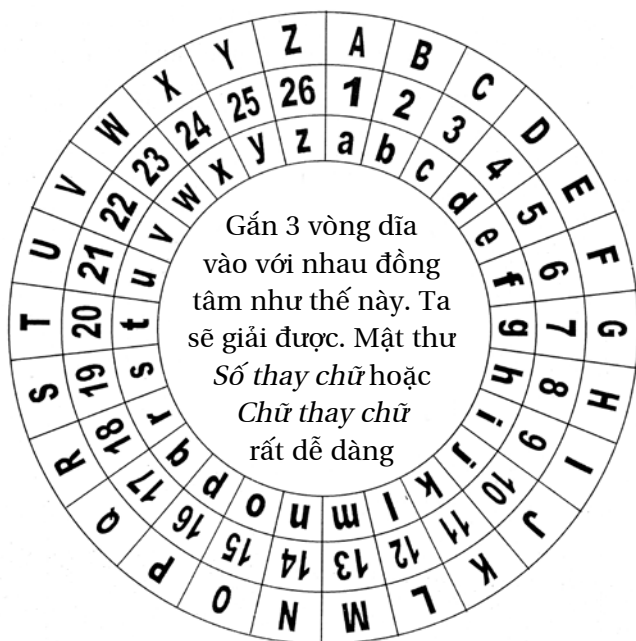 A B C D E F G H I J K L M N O P Q R S T U V W X Y Z
1 2 3 4 5 6 7 8 9 10 11 12 13 14 15 16 17 18 19 20 21 22 23 24 25 26
a b c d e f g h i j k l m n o p q r s t u v w x y z
Gắn 3 vòng dĩa
vào với nhau đồng
tâm như thế này. Ta
sẽ giải được. Mật thư
Số thay chữ hoặc
Chữ thay chữ
rất dễ dàng